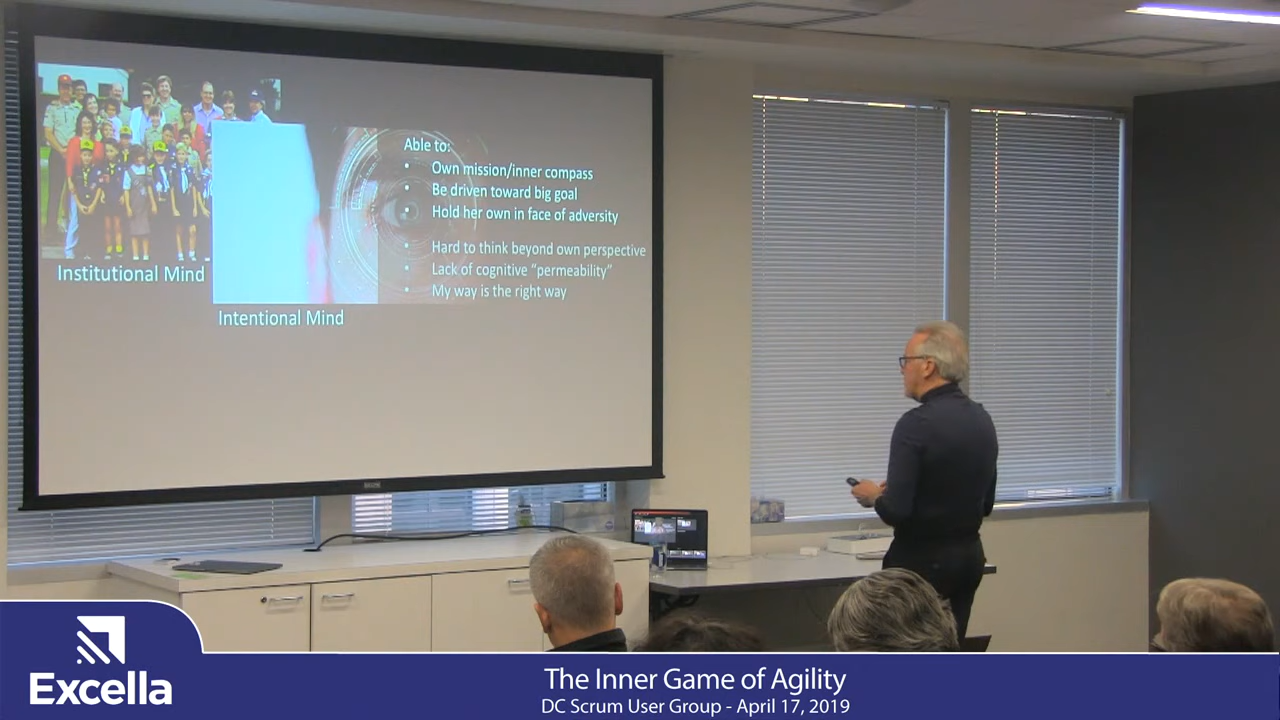 Institutional Mind
Intentional Mind
Able to:
• Own mission/inner compass
• Be driven toward big goal
• Hold her own in face of adversity
• Hard to think beyond own perspective
• Lack of cognitive “permeability”
• My way is the right way
Excella
The Inner Game of Agility
DC Scrum User Group - April 17, 2019